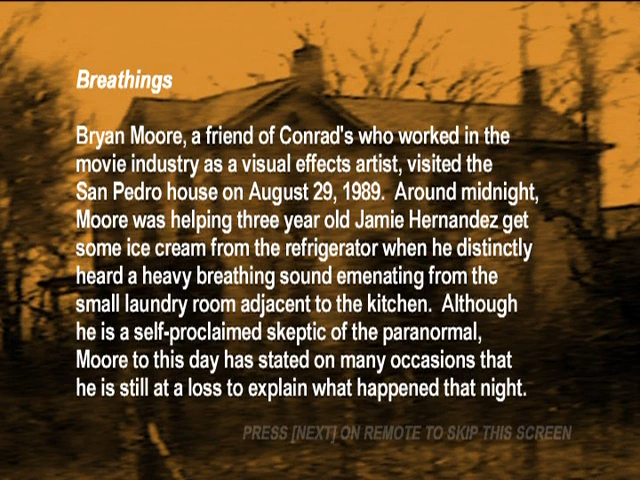 Breathings
Bryan Moore, a friend of Conrad's who worked in the
movie industry as a visual effects artist, visited the
San Pedro house on August 29, 1989.  Around midnight,
Moore was helping three year old Jamie Hernandez get
some ice cream from the refrigerator when he distinctly
heard a heavy breathing sound emenating from the
small laundry room adjacent to the kitchen.  Although
he is a self-proclaimed skeptic of the paranormal,
Moore to this day has stated on many occasions that
he is still at a loss to explain what happened that night.
PRESS [NEXT] ON REMOTE TO SKIP THIS SCREEN